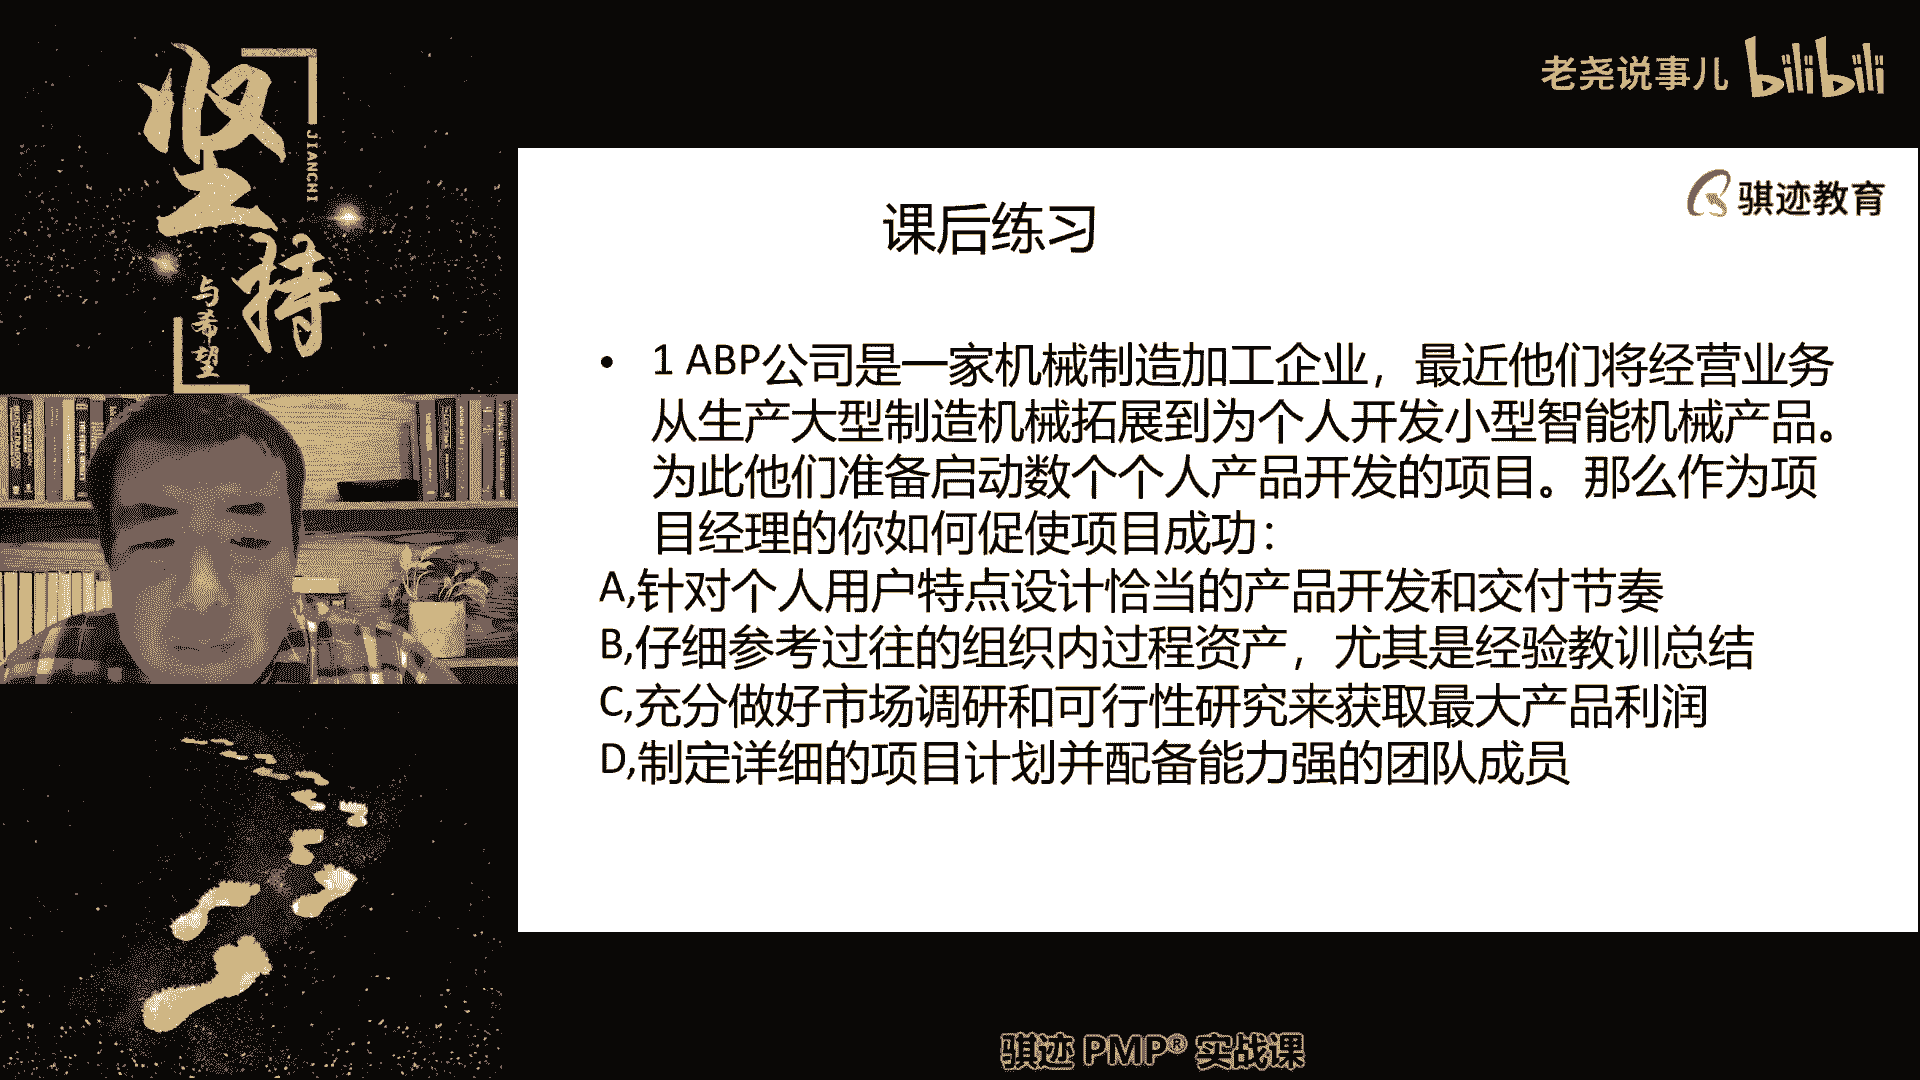 坚持
JIANCHI
与希望
老尧说事儿 bilibili
骐迹教育
课后练习
• 1 ABP公司是一家机械制造加工企业，最近他们将经营业务
从生产大型制造机械拓展到为个人开发小型智能机械产品。
为此他们准备启动数个个人产品开发的项目。那么作为项
目经理的你如何促使项目成功：
A,针对个人用户特点设计恰当的产品开发和交付节奏
B,仔细参考过往的组织内过程资产，尤其是经验教训总结
C,充分做好市场调研和可行性研究来获取最大产品利润
D,制定详细的项目计划并配备能力强的团队成员
骐迹 PMP® 实战课